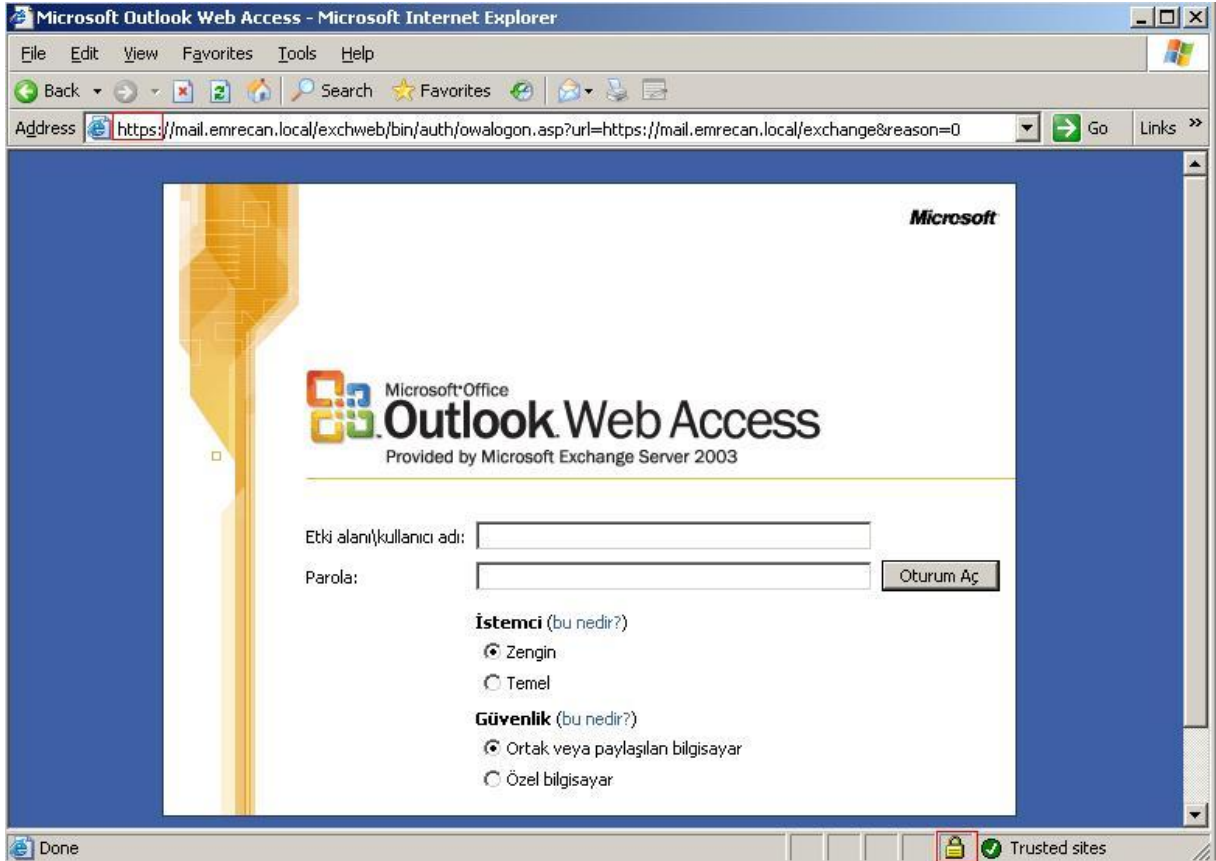 Microsoft Outlook Web Access - Microsoft Internet Explorer
File Edit View Favorites Tools Help
Back Search Favorites
Address https://mail.emrecan.local/exchweb/bin/auth/owalogon.asp?url=https://mail.emrecan.local/exchange&reason=0 Go Links »
Microsoft
Microsoft Office
Outlook Web Access
Provided by Microsoft Exchange Server 2003
Etki alanı\kullanıcı adı:
Parola: Oturum Aç
İstemci (bu nedir?)
Zengin
Temel
Güvenlik (bu nedir?)
Ortak veya paylaşılan bilgisayar
Özel bilgisayar
Done Trusted sites